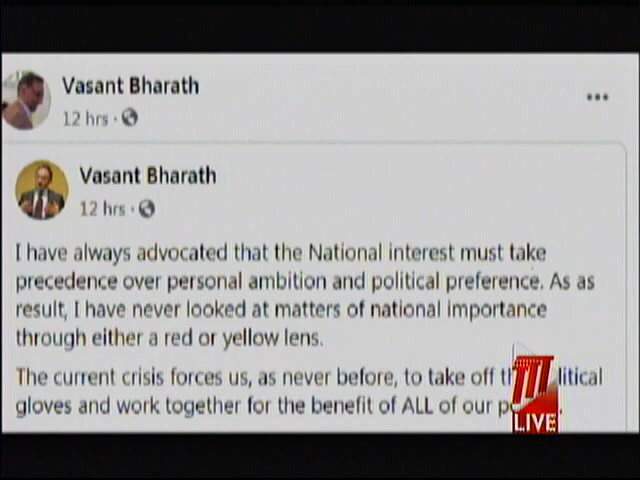 Vasant Bharath
12 hrs ·
Vasant Bharath
12 hrs ·
I have always advocated that the National interest must take
precedence over personal ambition and political preference. As as
result, I have never looked at matters of national importance
through either a red or yellow lens.
The current crisis forces us, as never before, to take off litical
gloves and work together for the benefit of ALL of our
LIVE